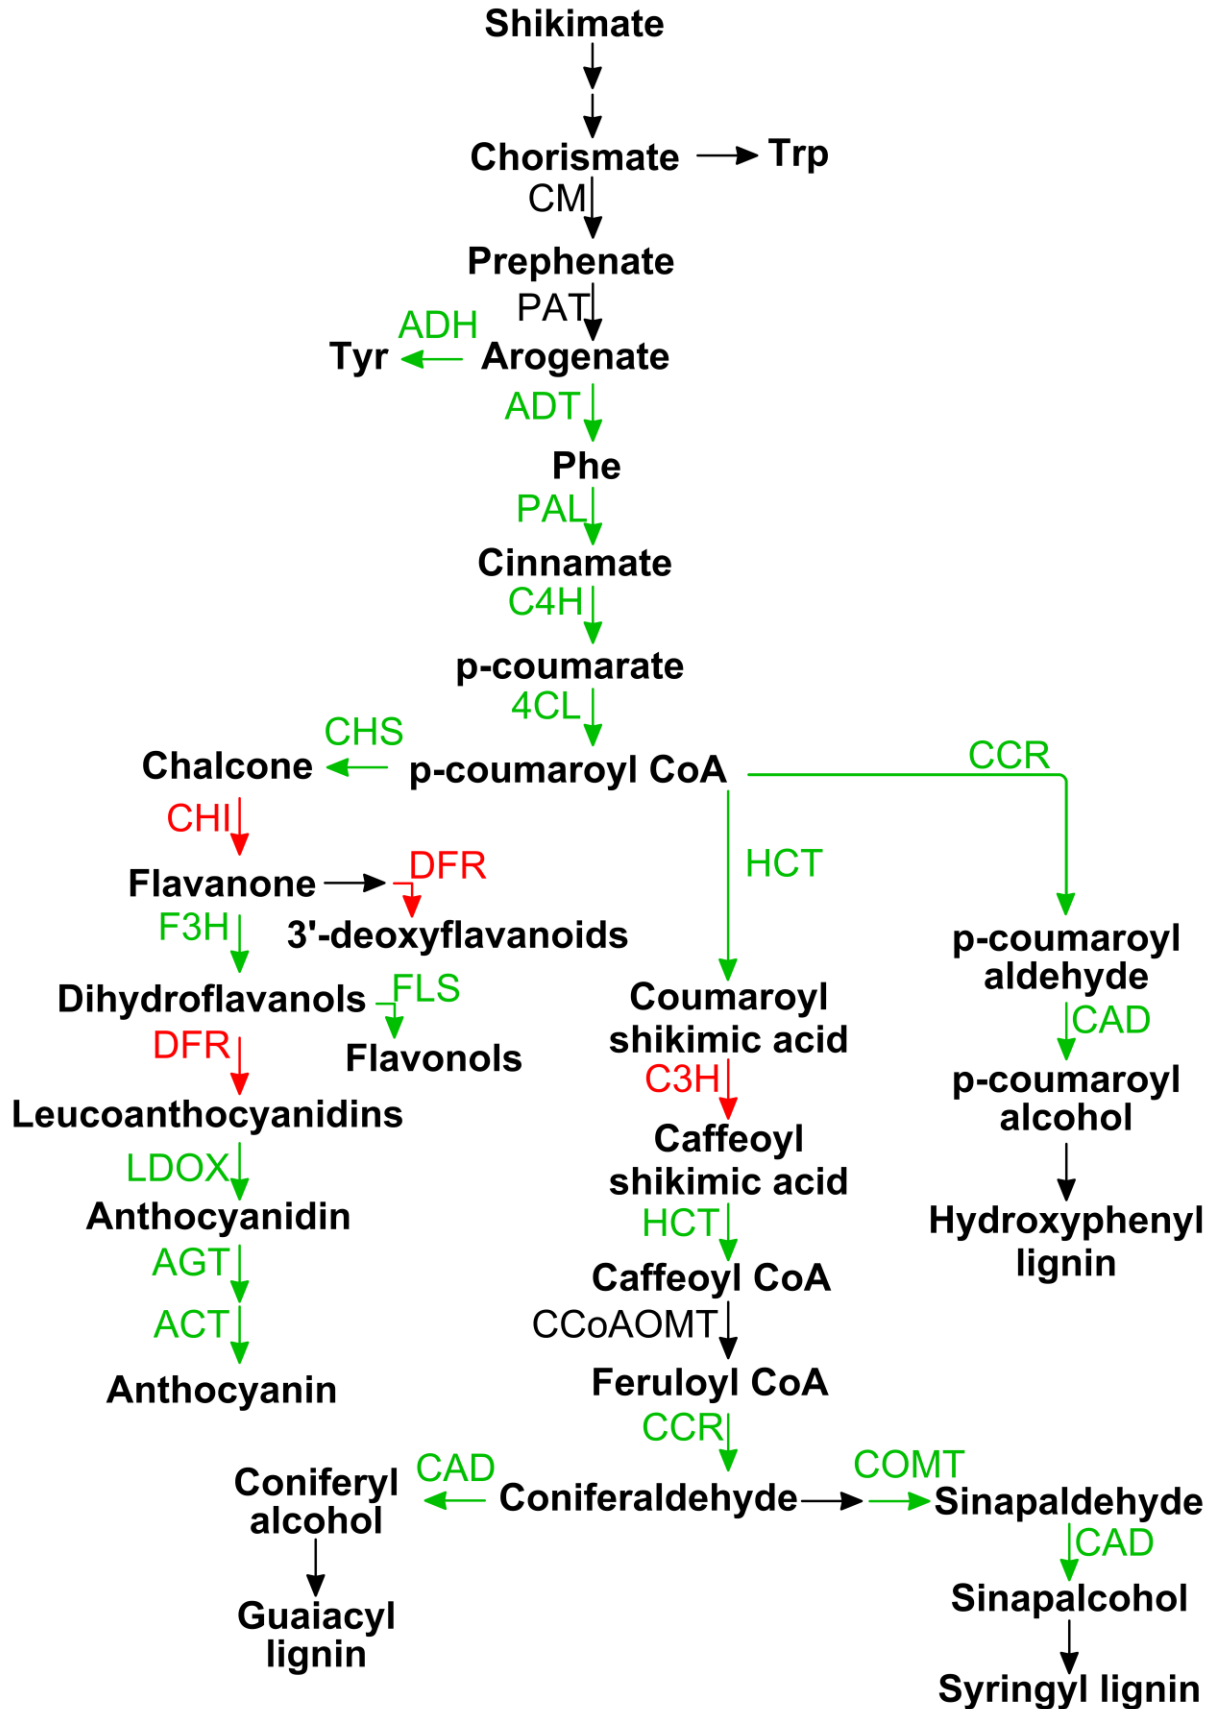 Shikimate
Chorismate
Trp
CM
Prephenate
PAT
ADH
Tyr
Arogenate
ADT
Phe
PAL
Cinnamate
C4H
p-coumarate
4CL
CHS
Chalcone
p-coumaroyl CoA
CCR
CHI
HCT
Flavanone
DFR
3'-deoxyflavanoids
F3H
p-coumaroyl
aldehyde
Dihydroflavanols
FLS
Flavonols
Coumaroyl
shikimic acid
CAD
DFR
C3H
p-coumaroyl
alcohol
Leucoanthocyanidins
Caffeoyl
shikimic acid
LDOX
Anthocyanidin
HCT
Hydroxyphenyl
lignin
AGT
Caffeoyl CoA
ACT
CCoAOMT
Anthocyanin
Feruloyl CoA
CCR
CAD
COMT
Coniferyl
alcohol
Coniferaldehyde
Sinapaldehyde
CAD
Guaiacyl
lignin
Sinapalcohol
Syringyl lignin